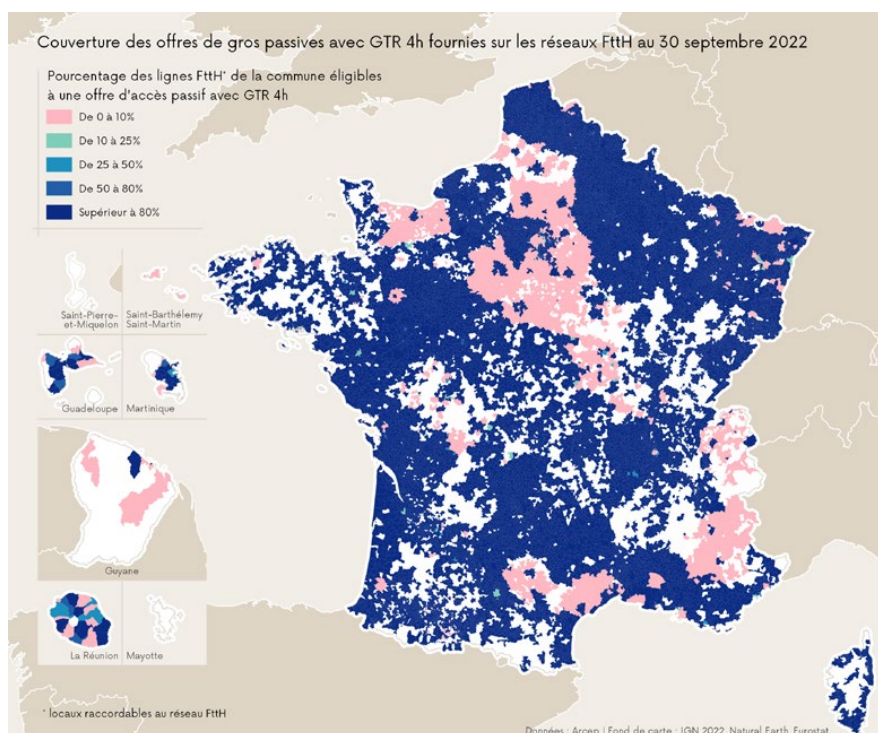 Couverture des offres de gros passives avec GTR 4h fournies sur les réseaux FttH au 30 septembre 2022
Pourcentage des lignes FttH* de la commune éligibles
à une offre d'accès passif avec GTR 4h
De 0 à 10%
De 10 à 25%
De 25 à 50%
De 50 à 80%
Supérieur à 80%
Saint-Pierre-
et-Miquelon
Saint-Barthélemy
Saint-Martin
Guadeloupe
Martinique
Guyane
La Réunion
Mayotte
* locaux raccordables au réseau FttH
Données : Arcep | Fond de carte : IGN 2022, Natural Earth, Eurostat